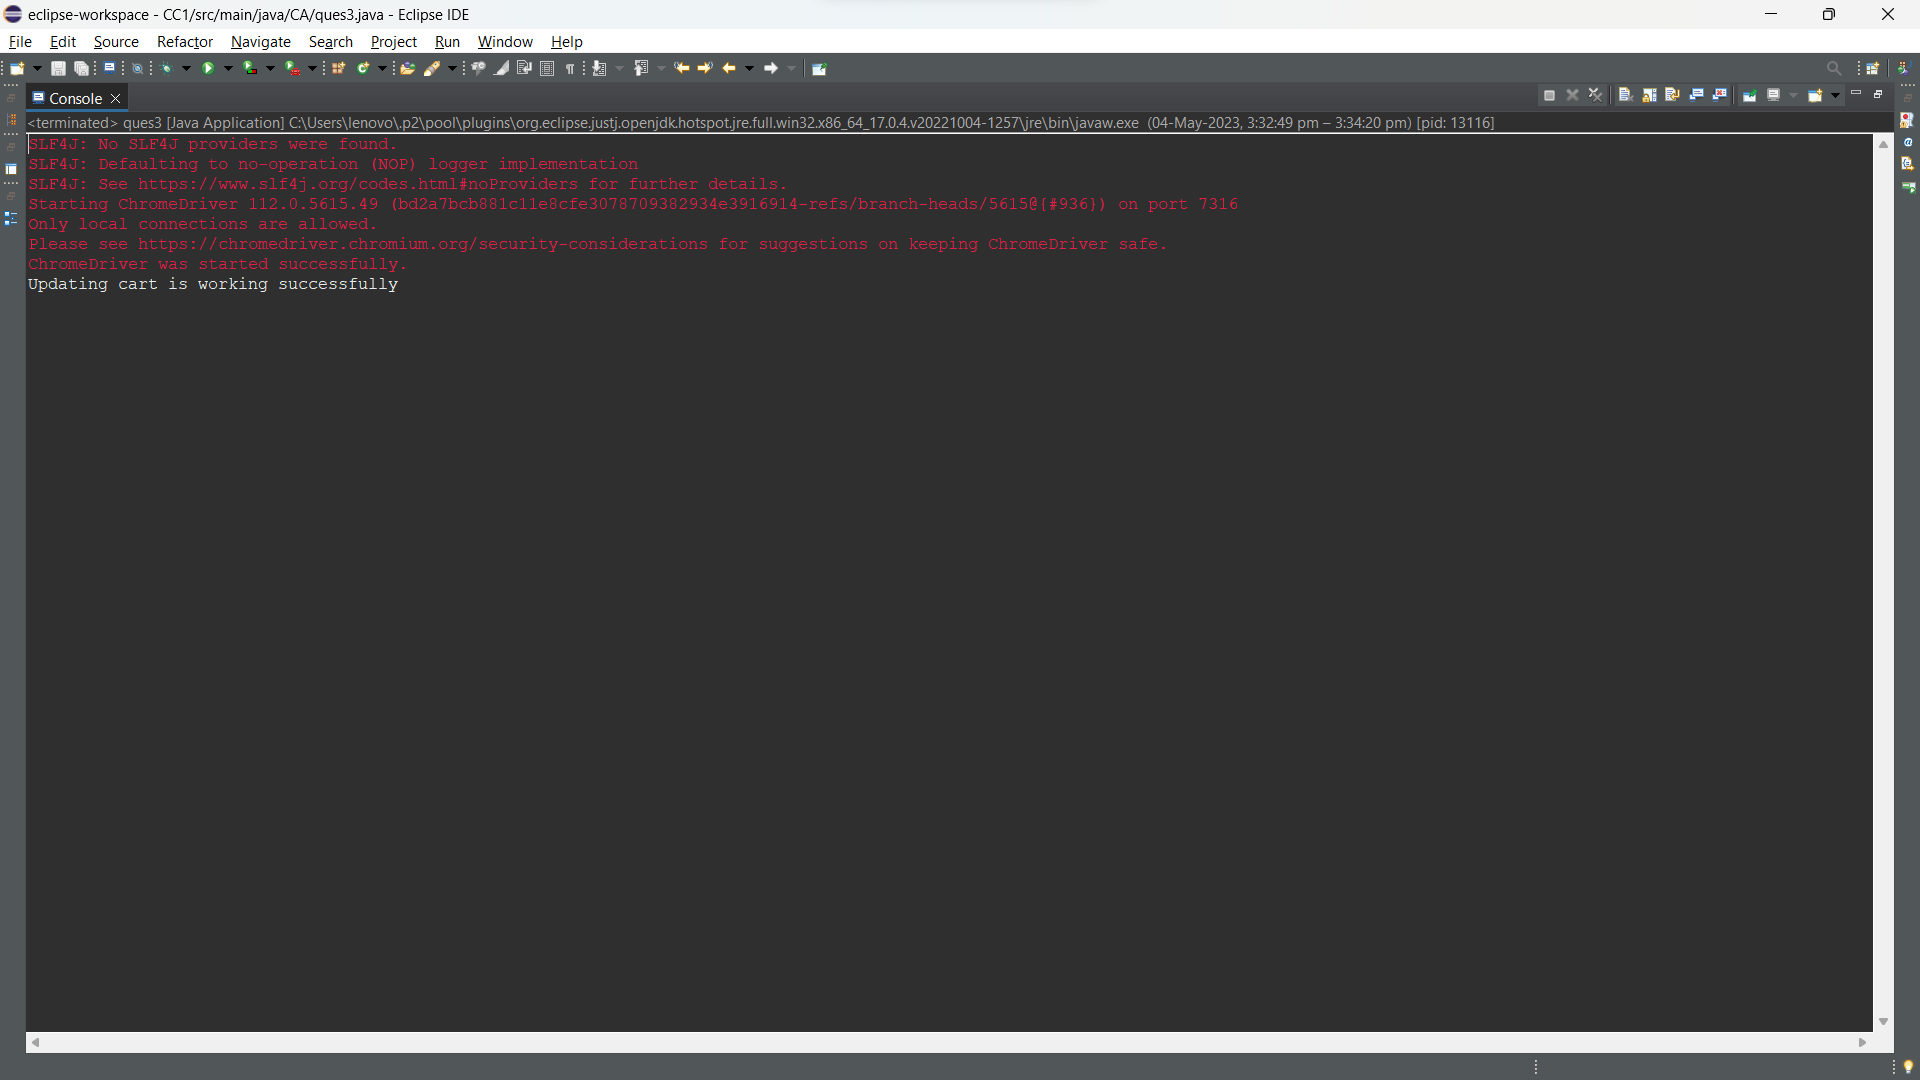 eclipse-workspace - CC1/src/main/java/CA/ques3.java - Eclipse IDE
File Edit Source Refactor Navigate Search Project Run Window Help
Console
<terminated> ques3 [Java Application] C:\Users\lenovo\.p2\pool\plugins\org.eclipse.justj.openjdk.hotspot.jre.full.win32.x86_64_17.0.4.v20221004-1257\jre\bin\javaw.exe (04-May-2023, 3:32:49 pm – 3:34:20 pm) [pid: 13116]
SLF4J: No SLF4J providers were found.
SLF4J: Defaulting to no-operation (NOP) logger implementation
SLF4J: See https://www.slf4j.org/codes.html#noProviders for further details.
Starting ChromeDriver 112.0.5615.49 (bd2a7bcb881c11e8cfe3078709382934e3916914-refs/branch-heads/5615@{#936}) on port 7316
Only local connections are allowed.
Please see https://chromedriver.chromium.org/security-considerations for suggestions on keeping ChromeDriver safe.
ChromeDriver was started successfully.
Updating cart is working successfully